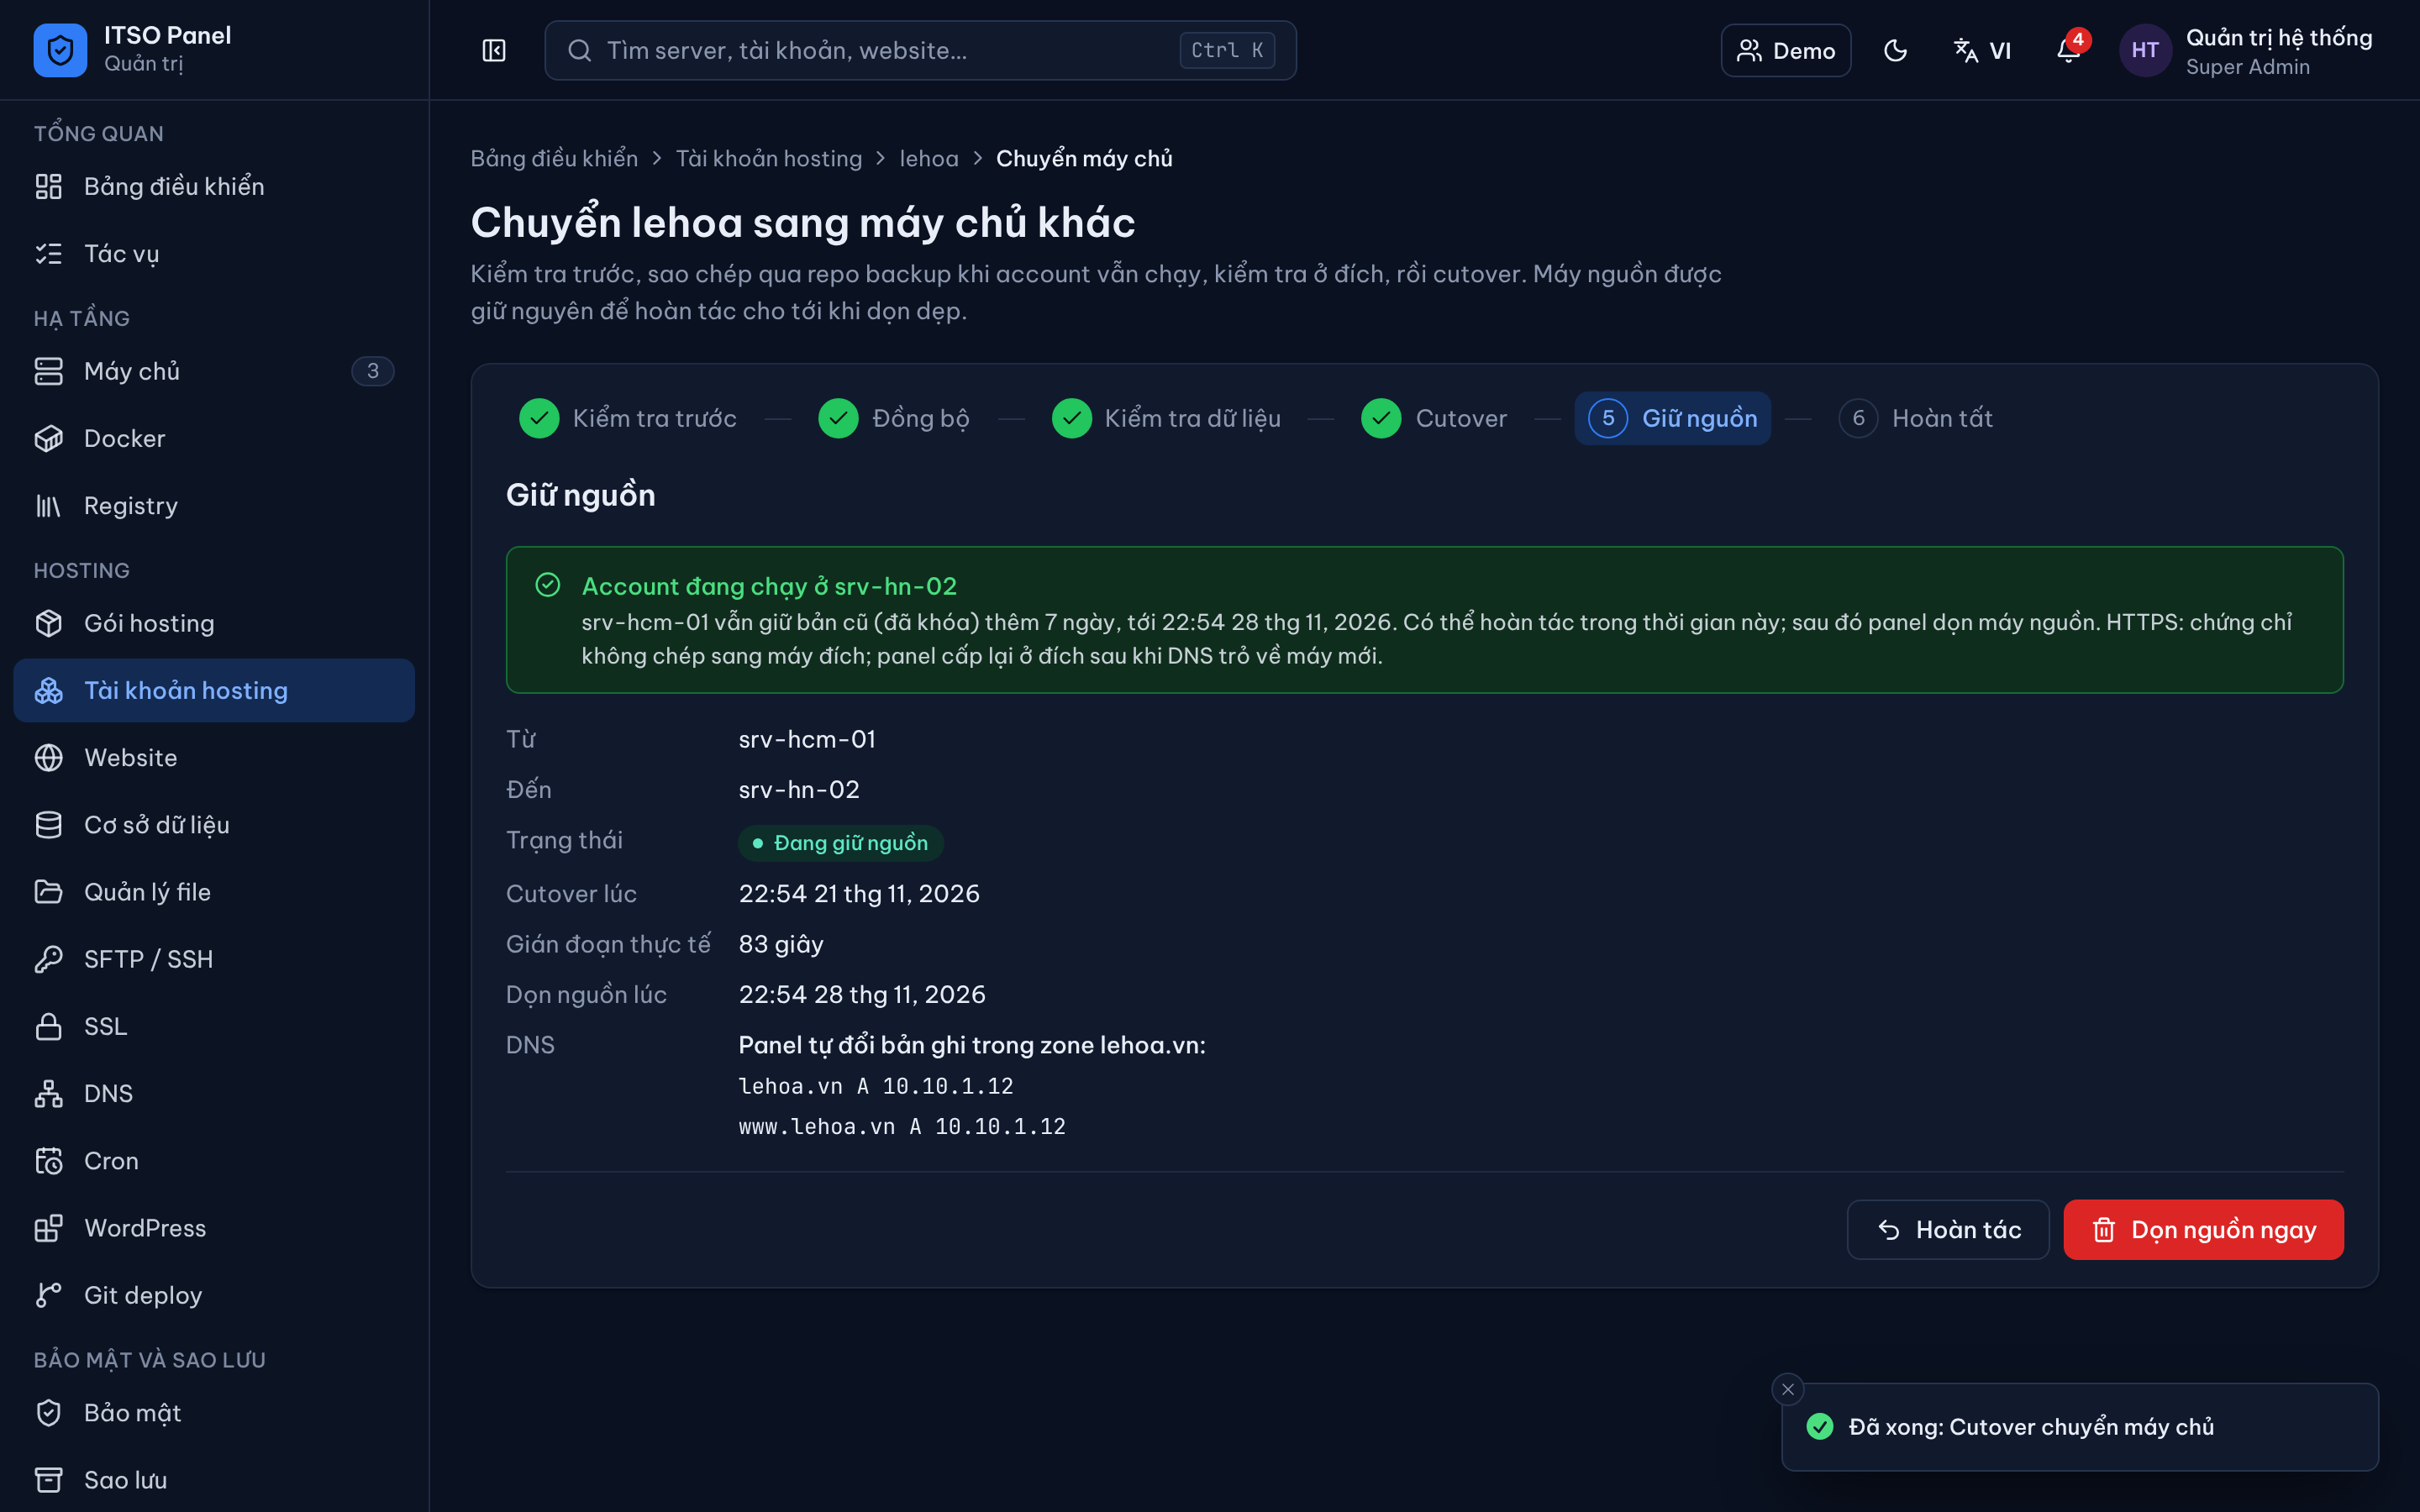 ITSO Panel
Quản trị
Tìm server, tài khoản, website...
Ctrl K
Demo
VI
4
HT
Quản trị hệ thống
Super Admin
TỔNG QUAN
Bảng điều khiển
Tác vụ
HẠ TẦNG
Máy chủ
3
Docker
Registry
HOSTING
Gói hosting
Tài khoản hosting
Website
Cơ sở dữ liệu
Quản lý file
SFTP / SSH
SSL
DNS
Cron
WordPress
Git deploy
BẢO MẬT VÀ SAO LƯU
Bảo mật
Sao lưu
Bảng điều khiển > Tài khoản hosting > lehoa > Chuyển máy chủ
Chuyển lehoa sang máy chủ khác
Kiểm tra trước, sao chép qua repo backup khi account vẫn chạy, kiểm tra ở đích, rồi cutover. Máy nguồn được
giữ nguyên để hoàn tác cho tới khi dọn dẹp.
Kiểm tra trước
Đồng bộ
Kiểm tra dữ liệu
Cutover
5 Giữ nguồn
6 Hoàn tất
Giữ nguồn
Account đang chạy ở srv-hn-02
srv-hcm-01 vẫn giữ bản cũ (đã khóa) thêm 7 ngày, tới 22:54 28 thg 11, 2026. Có thể hoàn tác trong thời gian này; sau đó panel dọn máy nguồn. HTTPS: chứng chỉ
không chép sang máy đích; panel cấp lại ở đích sau khi DNS trỏ về máy mới.
Từ srv-hcm-01
Đến srv-hn-02
Trạng thái Đang giữ nguồn
Cutover lúc 22:54 21 thg 11, 2026
Gián đoạn thực tế 83 giây
Dọn nguồn lúc 22:54 28 thg 11, 2026
DNS Panel tự đổi bản ghi trong zone lehoa.vn:
lehoa.vn A 10.10.1.12
www.lehoa.vn A 10.10.1.12
Hoàn tác
Dọn nguồn ngay
Đã xong: Cutover chuyển máy chủ